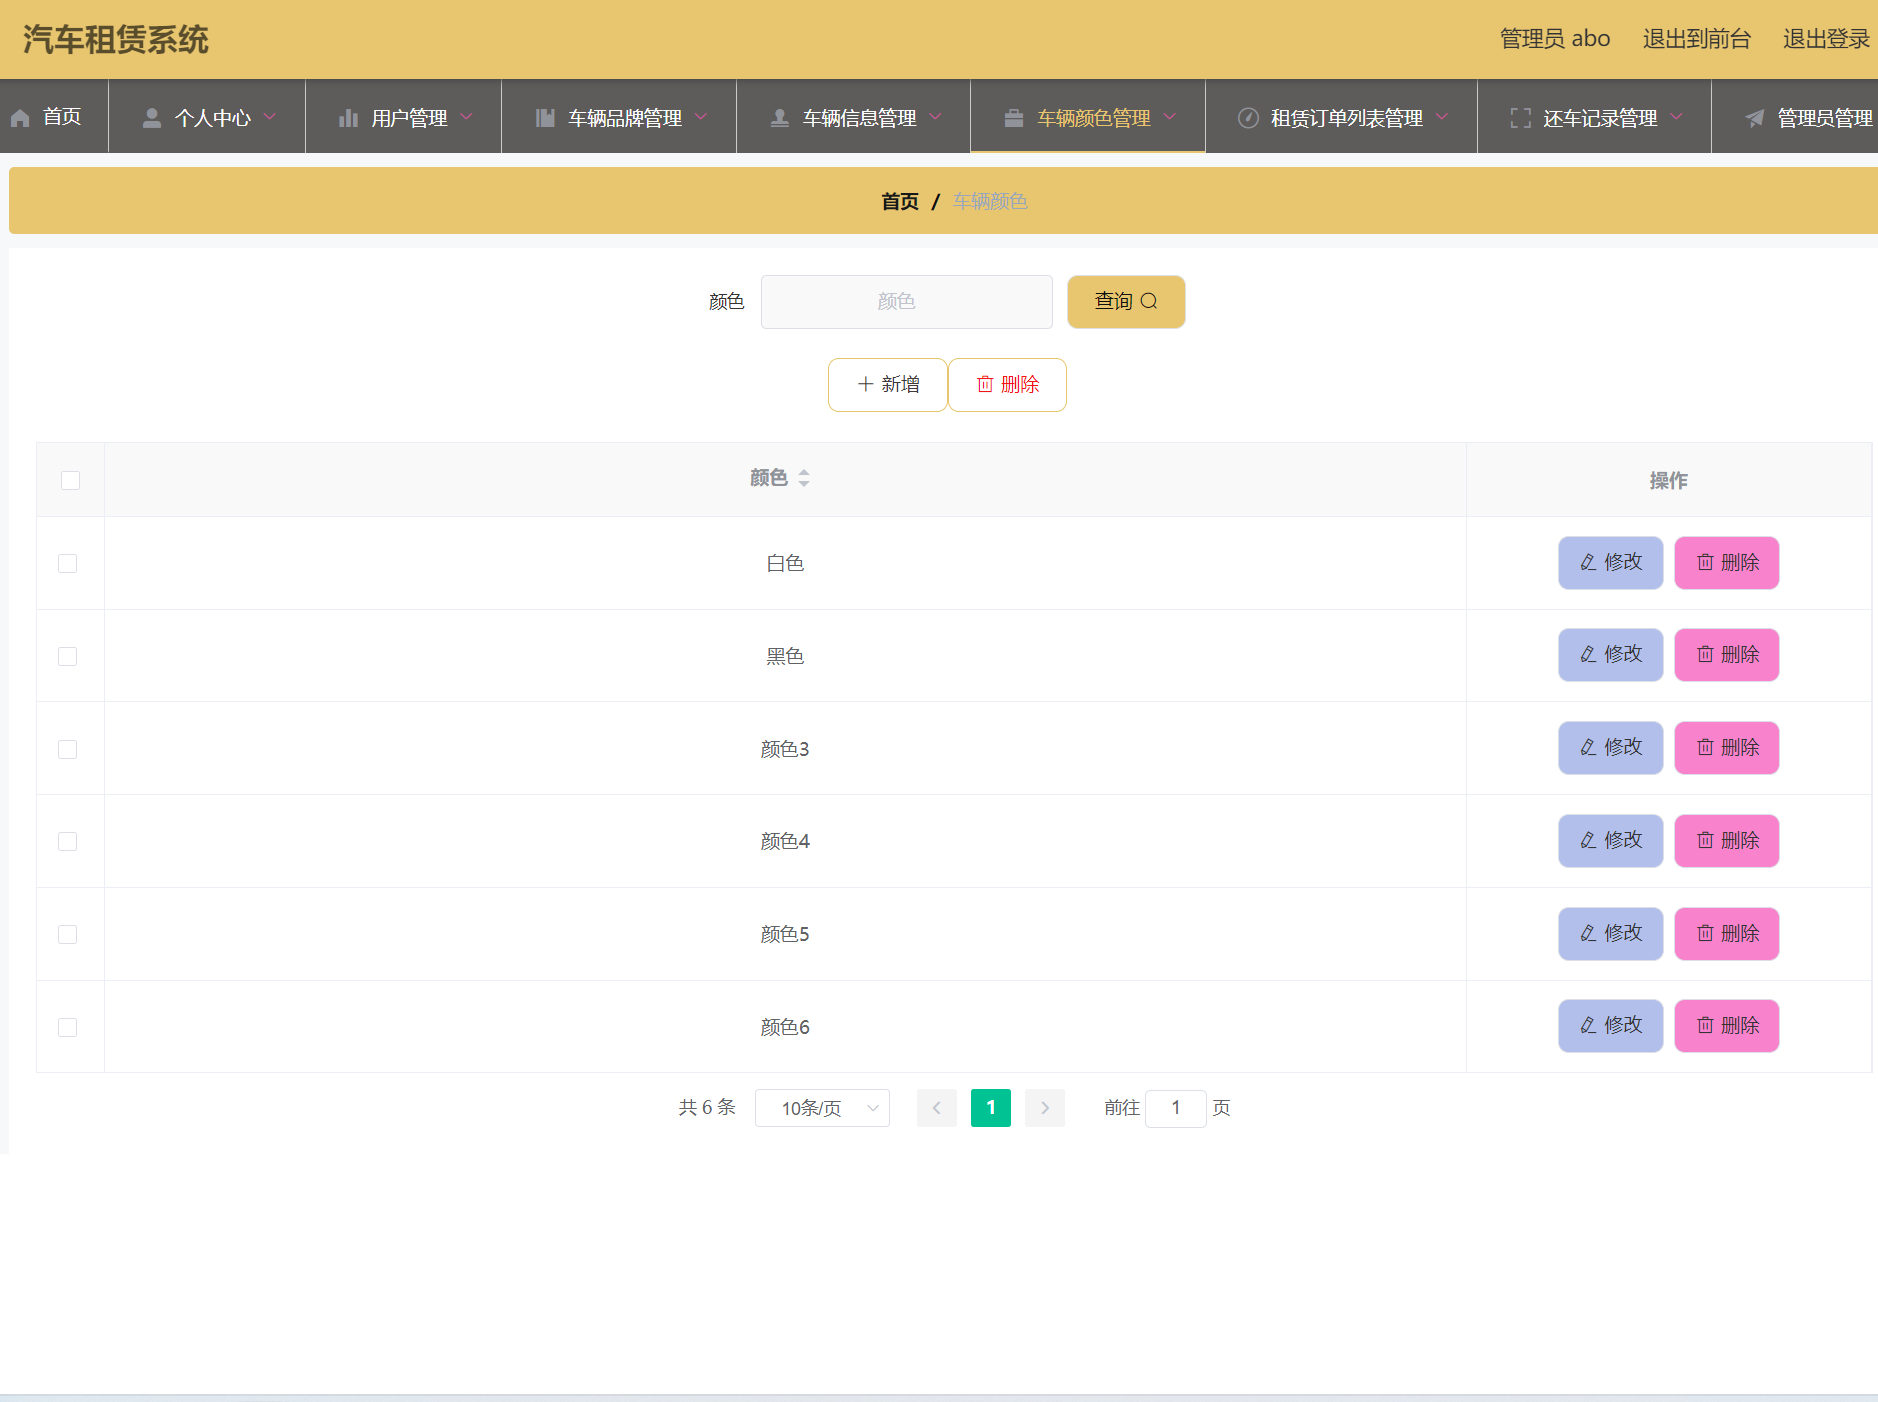 汽车租赁系统
管理员 abo 退出到前台 退出登录
首页 个人中心 用户管理 车辆品牌管理 车辆信息管理 车辆颜色管理 租赁订单列表管理 还车记录管理 管理员管理
首页 / 车辆颜色
颜色 颜色 查询
新增 删除
颜色 操作
白色 修改 删除
黑色 修改 删除
颜色3 修改 删除
颜色4 修改 删除
颜色5 修改 删除
颜色6 修改 删除
共 6 条 10条/页 1 前往 1 页